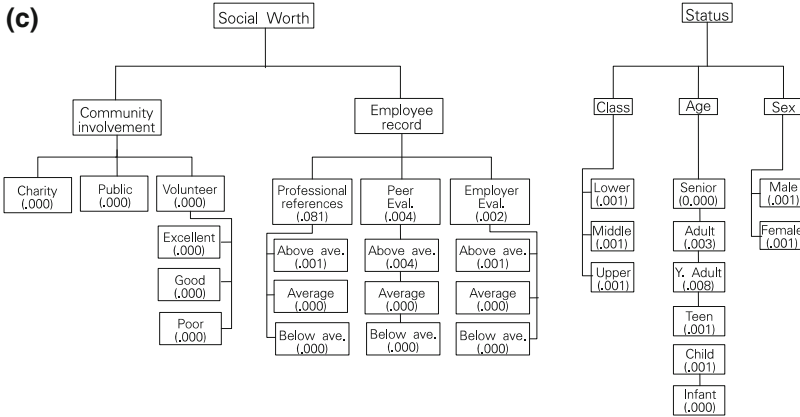 (c)
Social Worth
Community
involvement
Employee
record
Charity
(.000)
Public
(.000)
Volunteer
(.000)
Excellent
(.000)
Good
(.000)
Poor
(.000)
Professional
references
(.081)
Above ave.
(.001)
Average
(.000)
Below ave.
(.000)
Peer
Eval.
(.004)
Above ave.
(.004)
Average
(.000)
Below ave.
(.000)
Employer
Eval.
(.002)
Above ave.
(.001)
Average
(.000)
Below ave.
(.000)
Status
Class
Lower
(.001)
Middle
(.001)
Upper
(.001)
Age
Senior
(0,000)
Adult
(.003)
Y. Adult
(.008)
Teen
(.001)
Child
(.001)
Infant
(.000)
Sex
Male
(.001)
Female
(.001)